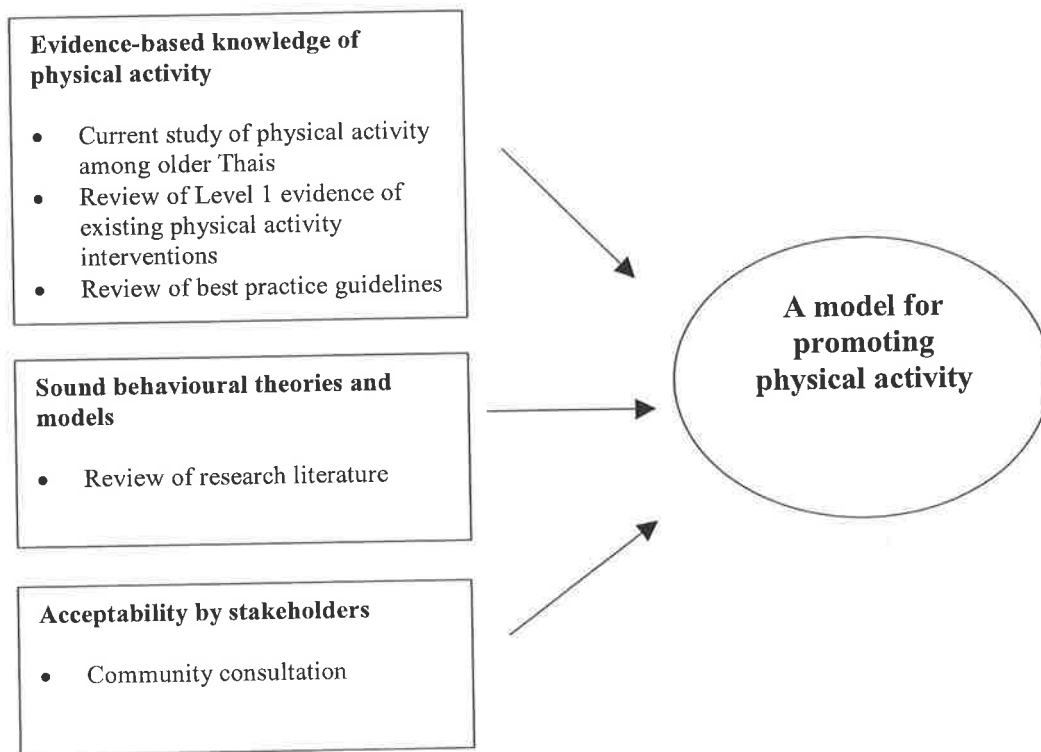 Evidence-based knowledge of
physical activity
• Current study of physical activity
among older Thais
• Review of Level 1 evidence of
existing physical activity
interventions
• Review of best practice guidelines
Sound behavioural theories and
models
• Review of research literature
Acceptability by stakeholders
• Community consultation
A model for
promoting
physical activity